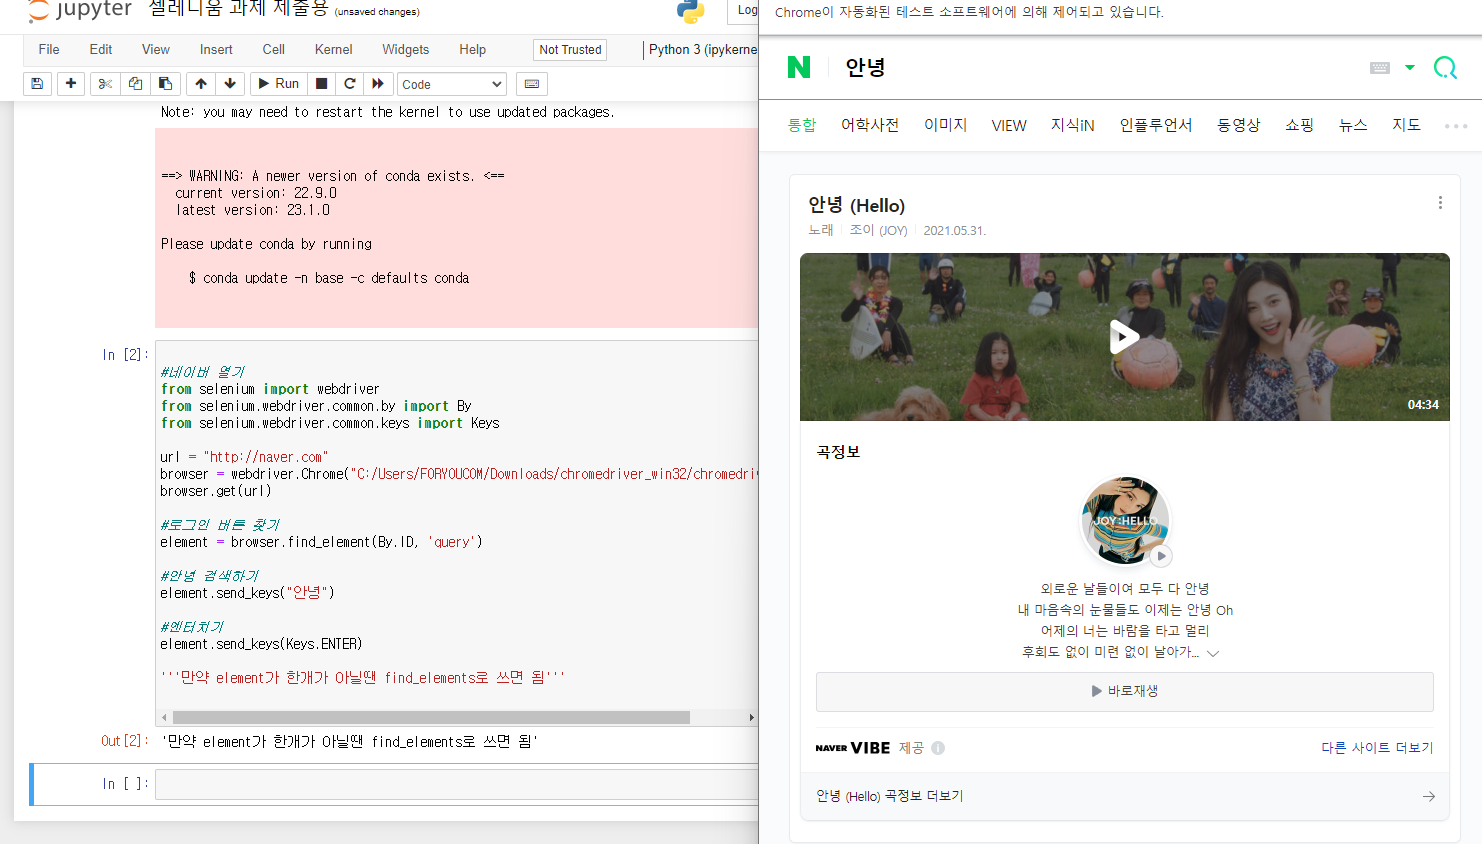 jupyter 셀레니움 과제 제출용 (unsaved changes)
Log
File Edit View Insert Cell Kernel Widgets Help
Not Trusted
Python 3 (ipykerne
Run
Code
Note: you may need to restart the kernel to use updated packages.
==> WARNING: A newer version of conda exists. <==
current version: 22.9.0
latest version: 23.1.0
Please update conda by running
$ conda update -n base -c defaults conda
In [2]:
#네이버 열기
from selenium import webdriver
from selenium.webdriver.common.by import By
from selenium.webdriver.common.keys import Keys
url = "http://naver.com"
browser = webdriver.Chrome("C:/Users/FORYOUCOM/Downloads/chromedriver_win32/chromedri
browser.get(url)
#로그인 버튼 찾기
element = browser.find_element(By.ID, 'query')
#안녕 검색하기
element.send_keys("안녕")
#엔터치기
element.send_keys(Keys.ENTER)
'''만약 element가 한개가 아닐땐 find_elements로 쓰면 됨'''
Out[2]: '만약 element가 한개가 아닐땐 find_elements로 쓰면 됨'
In [ ]:
Chrome이 자동화된 테스트 소프트웨어에 의해 제어되고 있습니다.
N 안녕
통합 어학사전 이미지 VIEW 지식iN 인플루언서 동영상 쇼핑 뉴스 지도
안녕 (Hello)
노래 조이 (JOY) 2021.05.31.
04:34
곡정보
JOY :HELLO
외로운 날들이여 모두 다 안녕
내 마음속의 눈물들도 이제는 안녕 Oh
어제의 너는 바람을 타고 멀리
후회도 없이 미련 없이 날아가...
바로재생
NAVER VIBE 제공
다른 사이트 더보기
안녕 (Hello) 곡정보 더보기